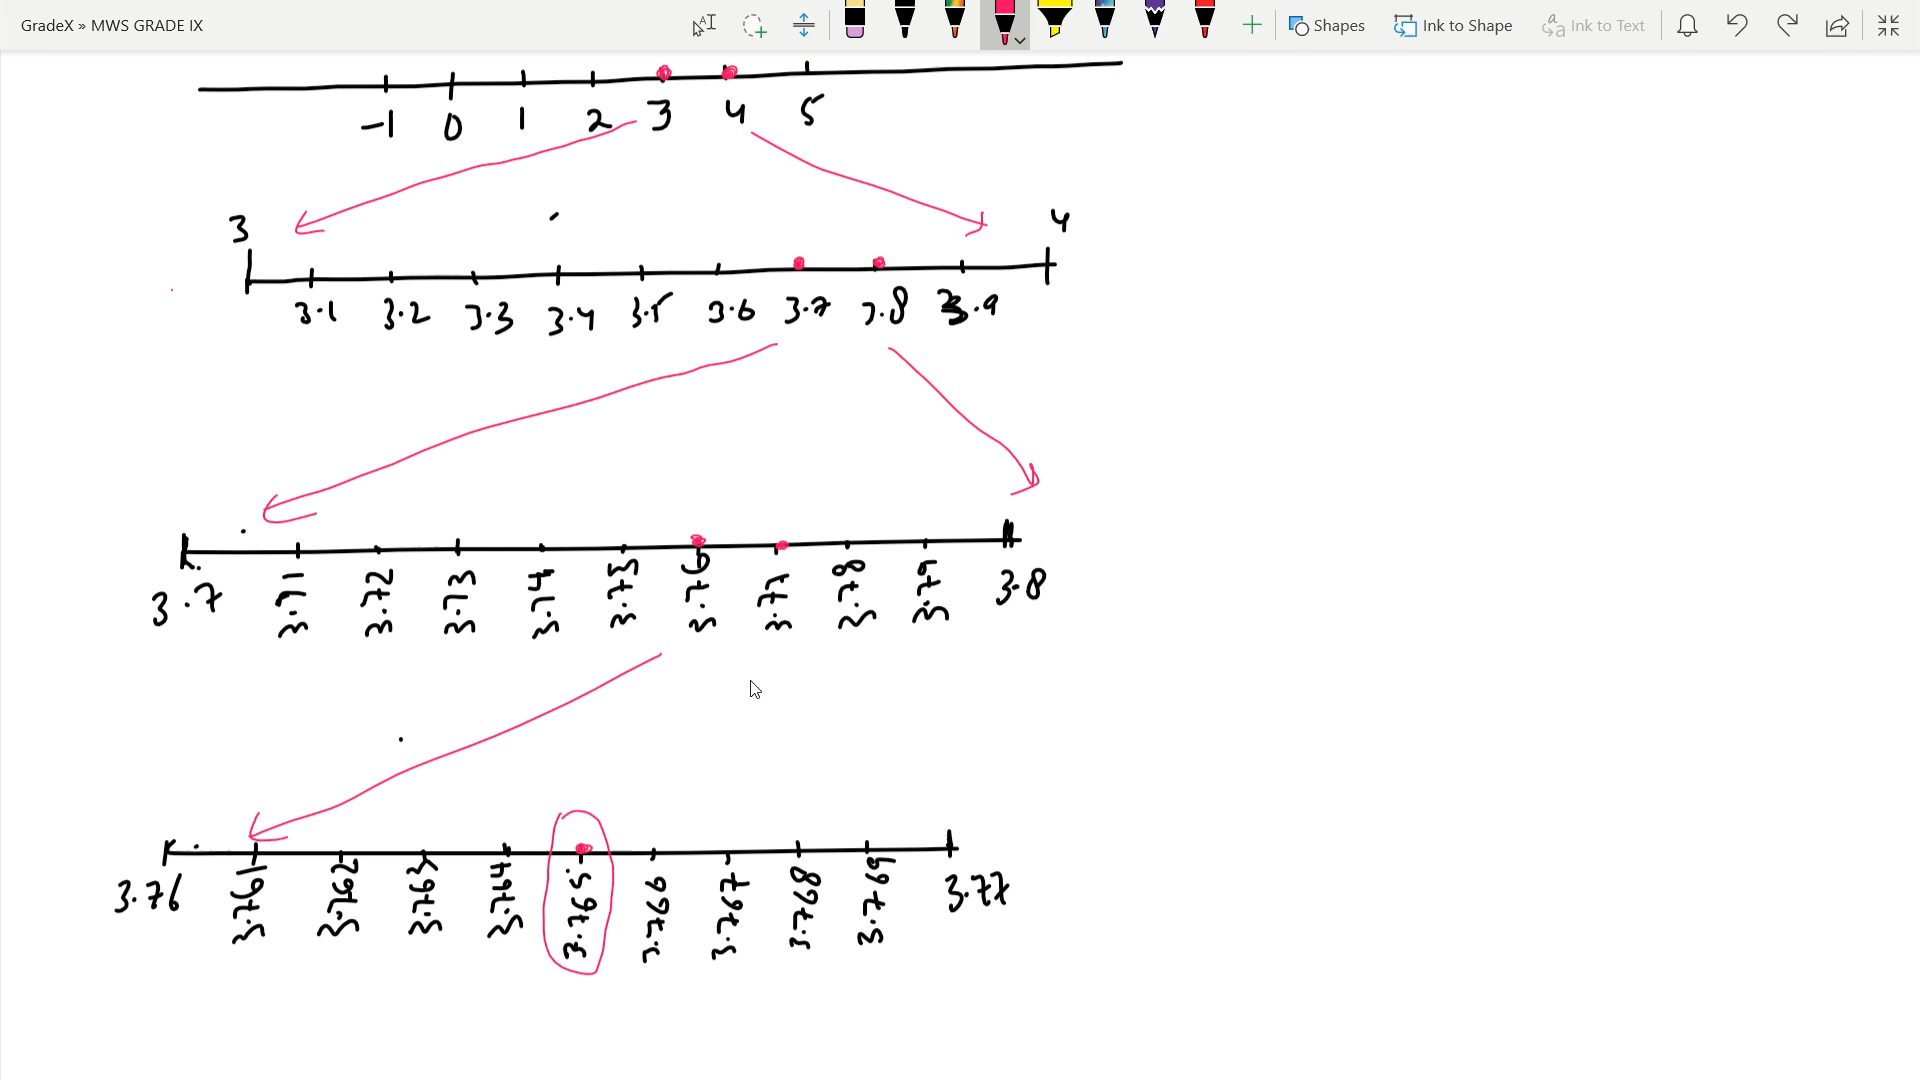 GradeX » MWS GRADE IX
Shapes Ink to Shape Ink to Text
-1 0 1 2 3 4 5
3 4
3.1 3.2 3.3 3.4 3.5 3.6 3.7 3.8 3.9
3.7 3.71 3.72 3.73 3.74 3.75 3.76 3.77 3.78 3.79 3.8
3.76 3.761 3.762 3.763 3.764 3.765 3.766 3.767 3.768 3.769 3.77